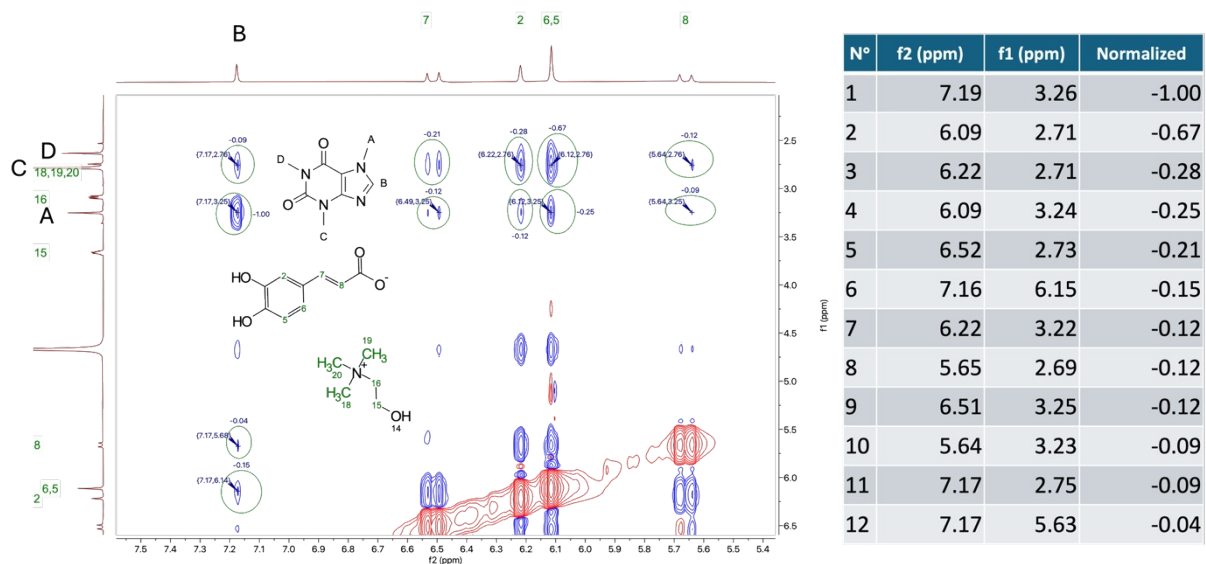 B
7
2
6,5
8
D
C
18,19,20
16
A
15
8
6,5
2
-0.09
{7.17,2.76}
-0.21
-0.28
{6.22,2.76}
-0.67
{6.12,2.76}
-0.12
{5.64,2.76}
{7.17,3.25}
-1.00
-0.12
{6.49,3.25}
{6.12,3.25}
-0.25
-0.12
-0.09
{5.64,3.25}
-0.04
{7.17,5.68}
-0.15
{7.17,6.14}
O
A
D
N
N
B
O
N
N
C
O
HO
2
7
O-
8
6
HO
5
19
H3C
CH3
20
N+
H3C
16
18
15
OH
14
2.5
3.0
3.5
4.0
4.5
5.0
5.5
6.0
6.5
f1 (ppm)
7.5 7.4 7.3 7.2 7.1 7.0 6.9 6.8 6.7 6.6 6.5 6.4 6.3 6.2 6.1 6.0 5.9 5.8 5.7 5.6 5.5 5.4
f2 (ppm)
N° f2 (ppm) f1 (ppm) Normalized
1 7.19 3.26 -1.00
2 6.09 2.71 -0.67
3 6.22 2.71 -0.28
4 6.09 3.24 -0.25
5 6.52 2.73 -0.21
6 7.16 6.15 -0.15
7 6.22 3.22 -0.12
8 5.65 2.69 -0.12
9 6.51 3.25 -0.12
10 5.64 3.23 -0.09
11 7.17 2.75 -0.09
12 7.17 5.63 -0.04